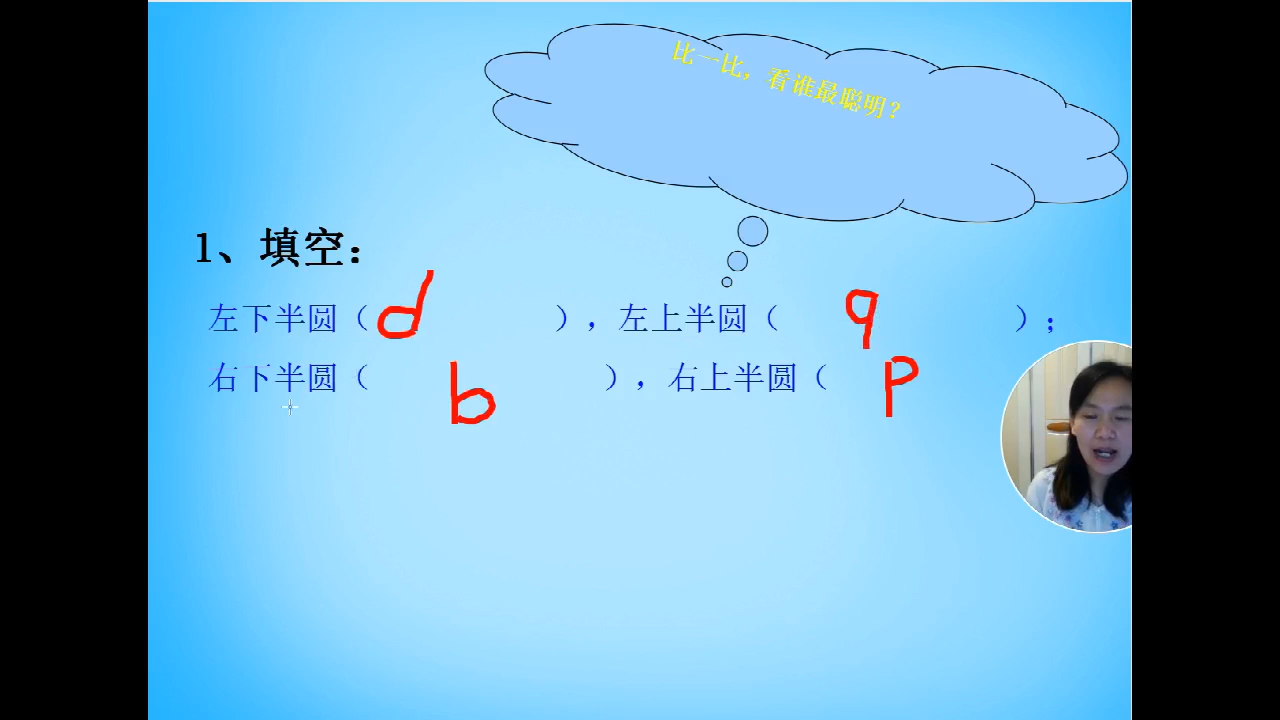 比一比，看谁最聪明？
1、填空：
左下半圆（d），左上半圆（q）；
右下半圆（b），右上半圆（p